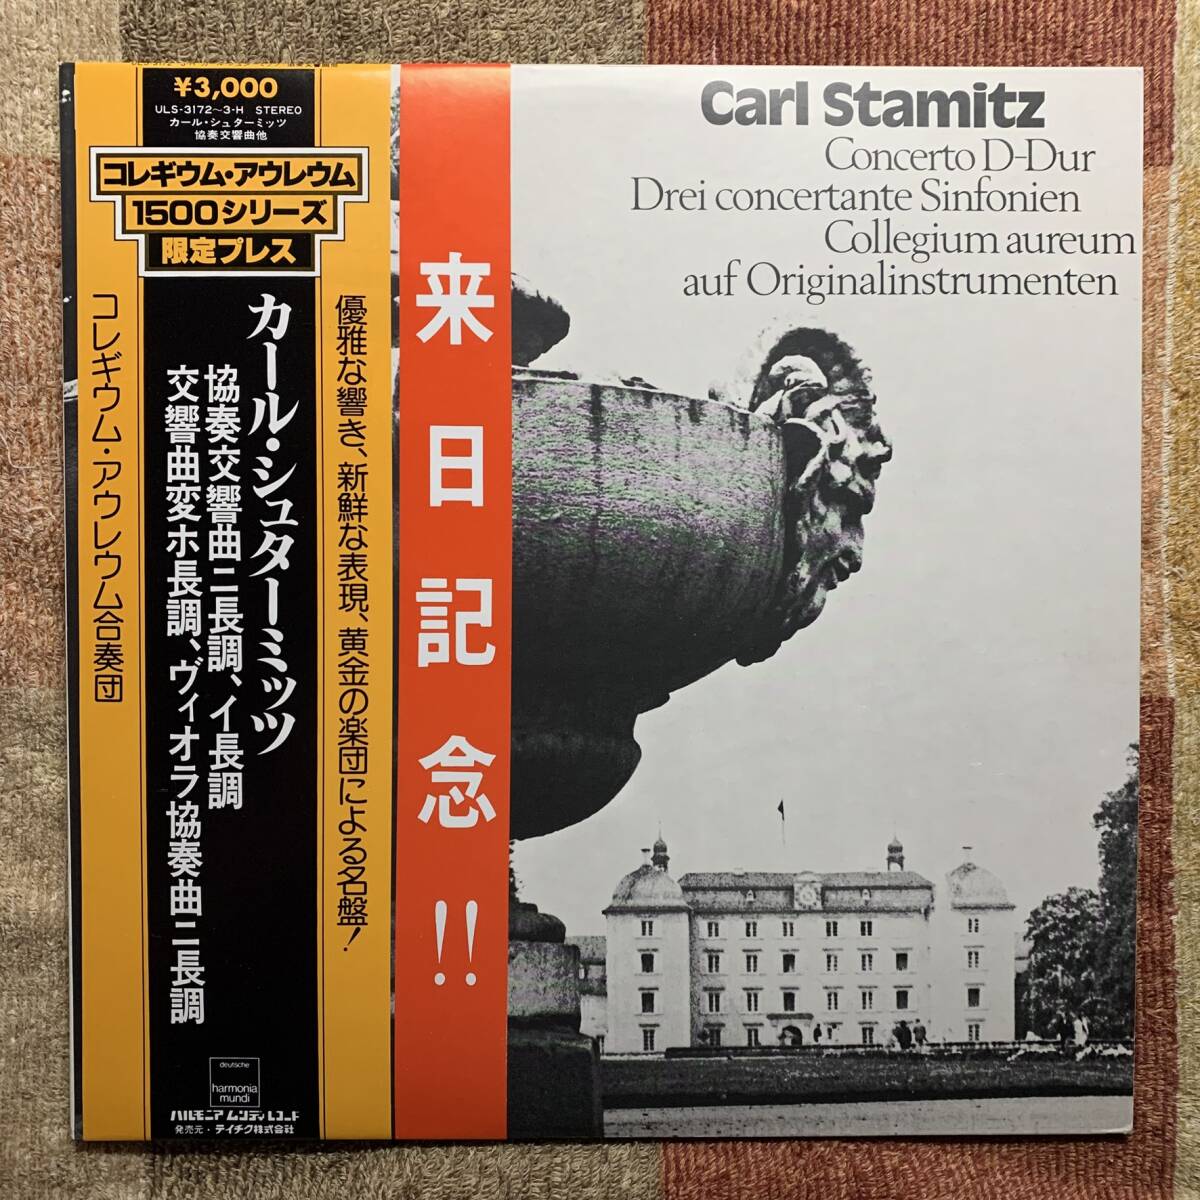 ¥3,000
ULS-3172～3-H STEREO
カール・シュターミッツ
協奏交響曲他
コレギウム・アウレウム
1500シリーズ
限定プレス
優雅な響き、新鮮な表現、黄金の楽団による名盤！
カール・シュターミッツ
協奏交響曲ニ長調、イ長調
交響曲変ホ長調、ヴィオラ協奏曲ニ長調
コレギウム・アウレウム合奏団
deutsche
harmonia
mundi
ハルモニア ムンディ レコード
発売元・テイチク株式会社
来日記念!!
Carl Stamitz
Concerto D-Dur
Drei concertante Sinfonien
Collegium aureum
auf Originalinstrumenten